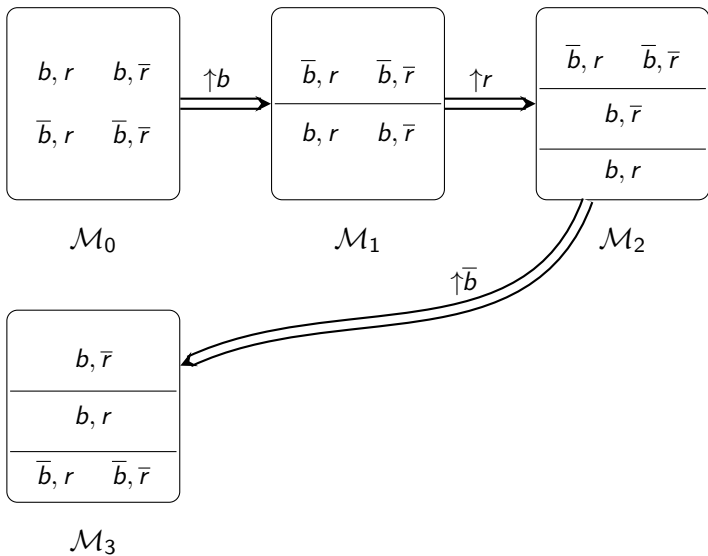 b, r b, r̅ ↑b b̅, r b̅, r̅ ↑r b̅, r b̅, r̅
b̅, r b̅, r̅ b, r b, r̅ b, r̅
b, r
ℳ₀ ℳ₁ ℳ₂
↑b̅
b, r̅
b, r
b̅, r b̅, r̅
ℳ₃